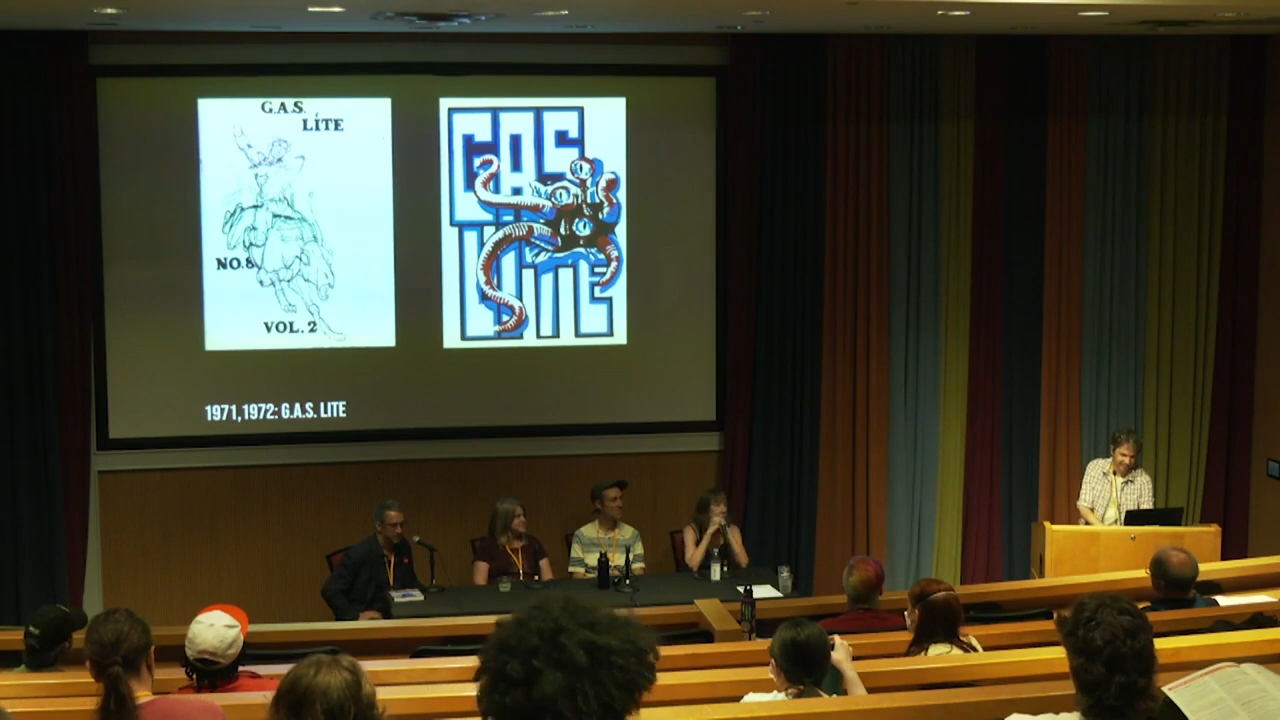 G.A.S.
LITE
NO.8
VOL. 2
GAS
LITE
1971, 1972: G.A.S. LITE